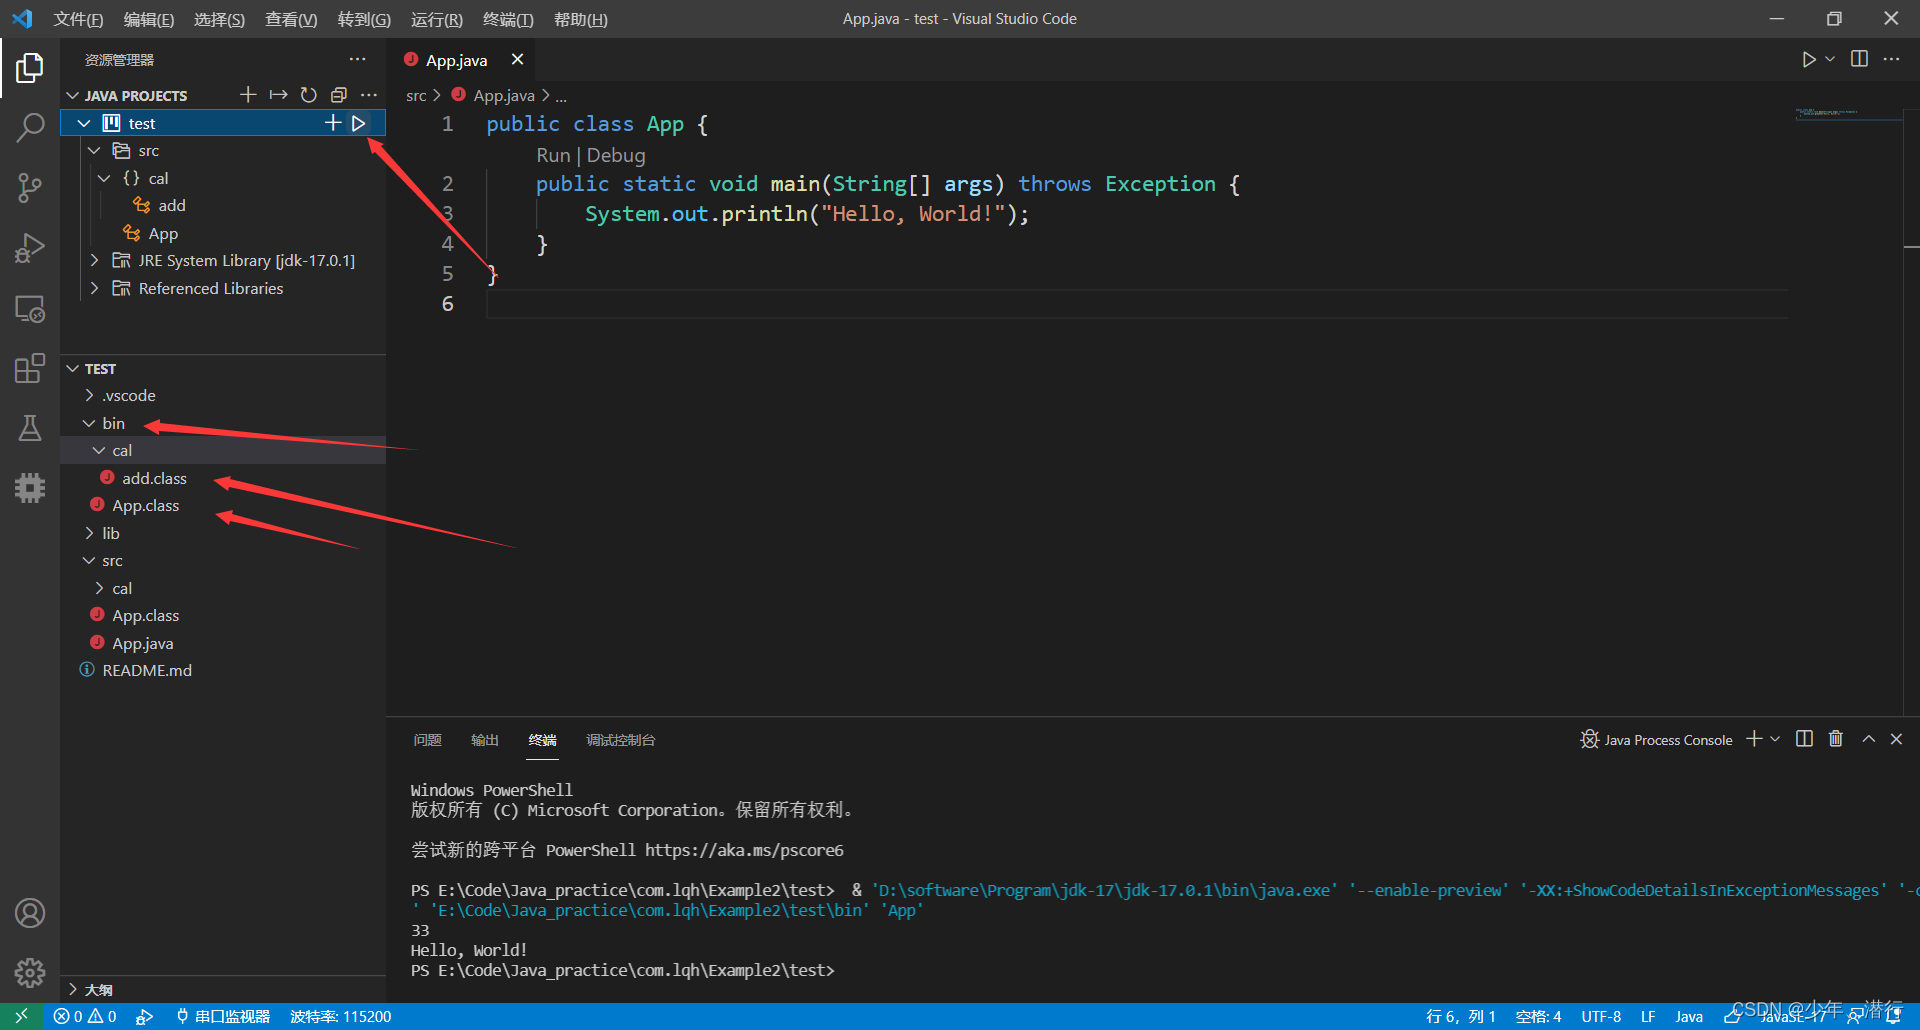 文件(F) 编辑(E) 选择(S) 查看(V) 转到(G) 运行(R) 终端(T) 帮助(H) App.java - test - Visual Studio Code
资源管理器
JAVA PROJECTS
test
src
{} cal
add
App
JRE System Library [jdk-17.0.1]
Referenced Libraries
TEST
.vscode
bin
cal
add.class
App.class
lib
src
cal
App.class
App.java
README.md
大纲
App.java
src > App.java > ...
1 public class App {
Run | Debug
2 public static void main(String[] args) throws Exception {
3 System.out.println("Hello, World!");
4 }
5 }
6
问题 输出 终端 调试控制台 Java Process Console
Windows PowerShell
版权所有 (C) Microsoft Corporation。保留所有权利。
尝试新的跨平台 PowerShell https://aka.ms/pscore6
PS E:\Code\Java_practice\com.lqh\Example2\test> & 'D:\software\Program\jdk-17\jdk-17.0.1\bin\java.exe' '--enable-preview' '-XX:+ShowCodeDetailsInExceptionMessages' '-c
' 'E:\Code\Java_practice\com.lqh\Example2\test\bin' 'App'
33
Hello, World!
PS E:\Code\Java_practice\com.lqh\Example2\test>
0 0 串口监视器 波特率: 115200 行 6，列 1 空格: 4 UTF-8 LF Java JavaSE-17
CSDN @少年_潜行